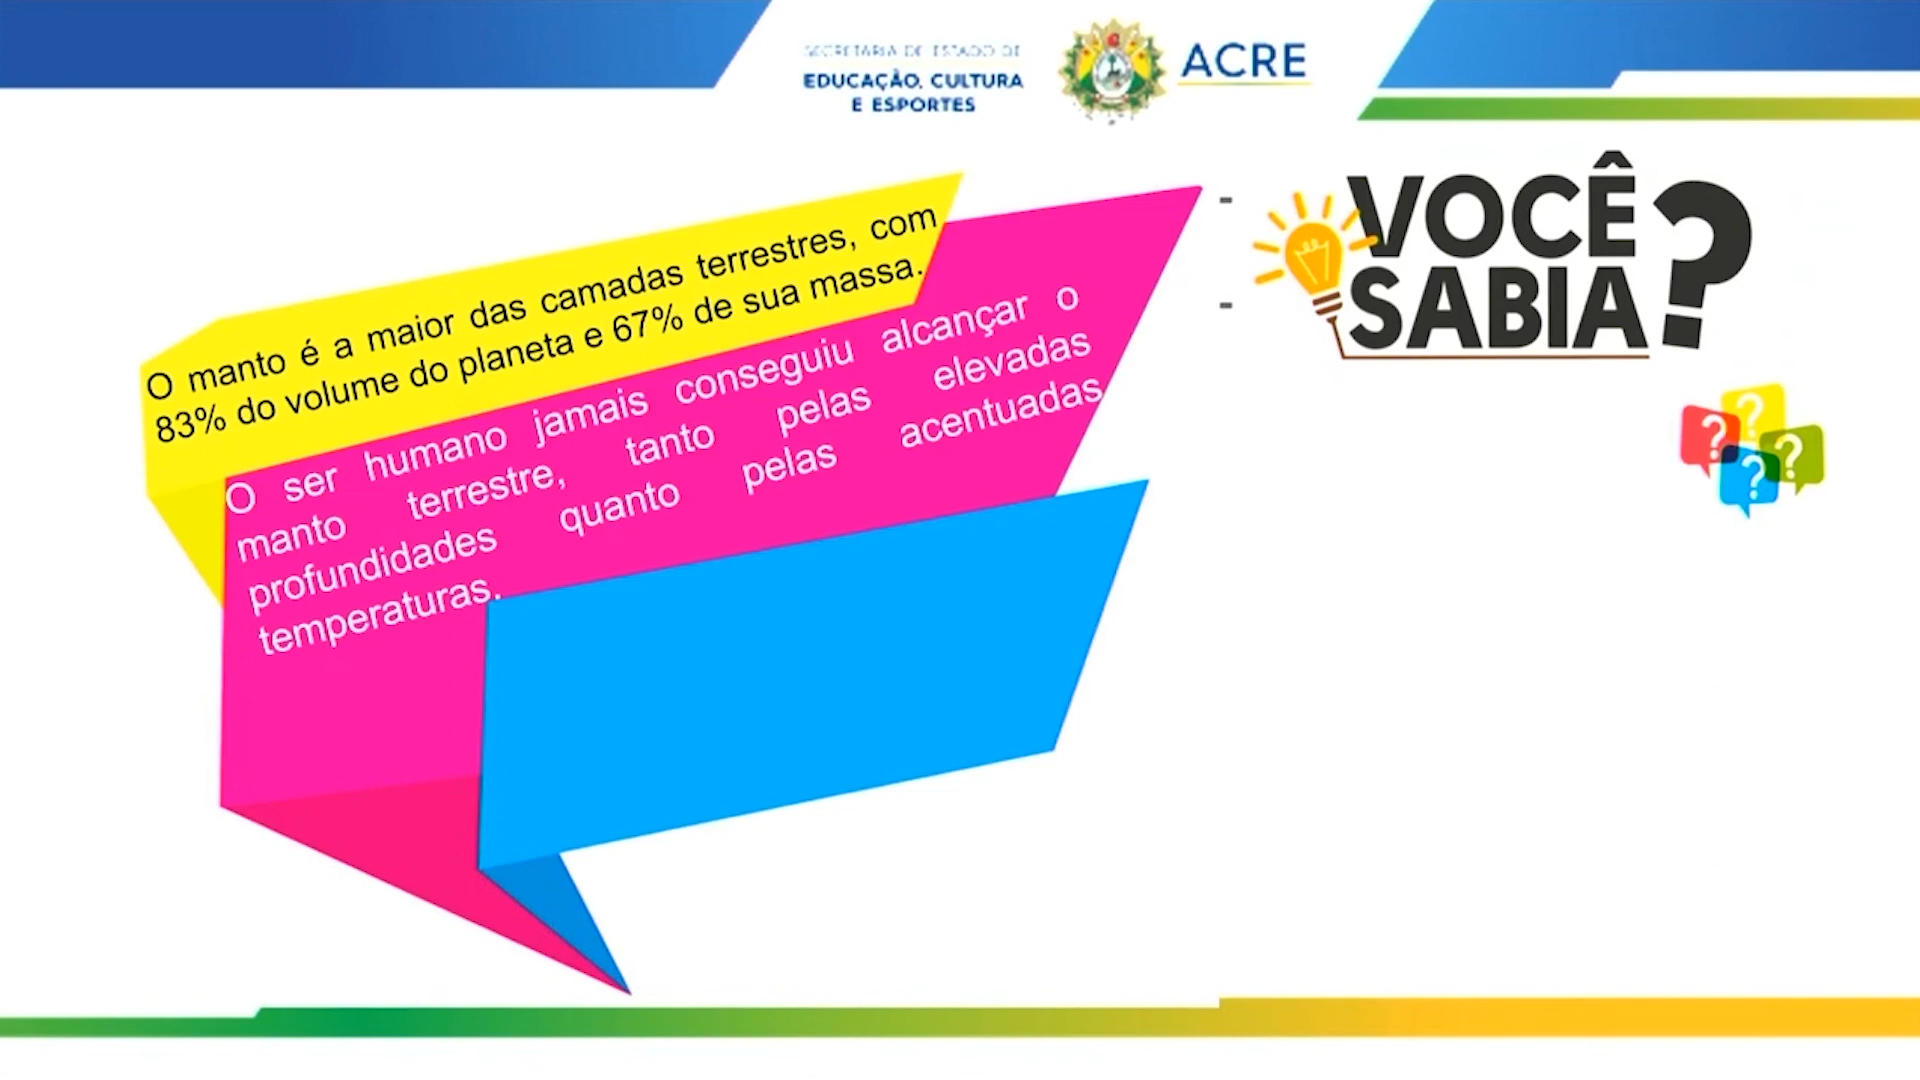 SECRETARIA DE ESTADO DE
EDUCAÇÃO, CULTURA
E ESPORTES
ACRE
VOCÊ
SABIA?
O manto é a maior das camadas terrestres, com
83% do volume do planeta e 67% de sua massa.
O ser humano jamais conseguiu alcançar o
manto terrestre, tanto pelas elevadas
profundidades quanto pelas acentuadas
temperaturas.